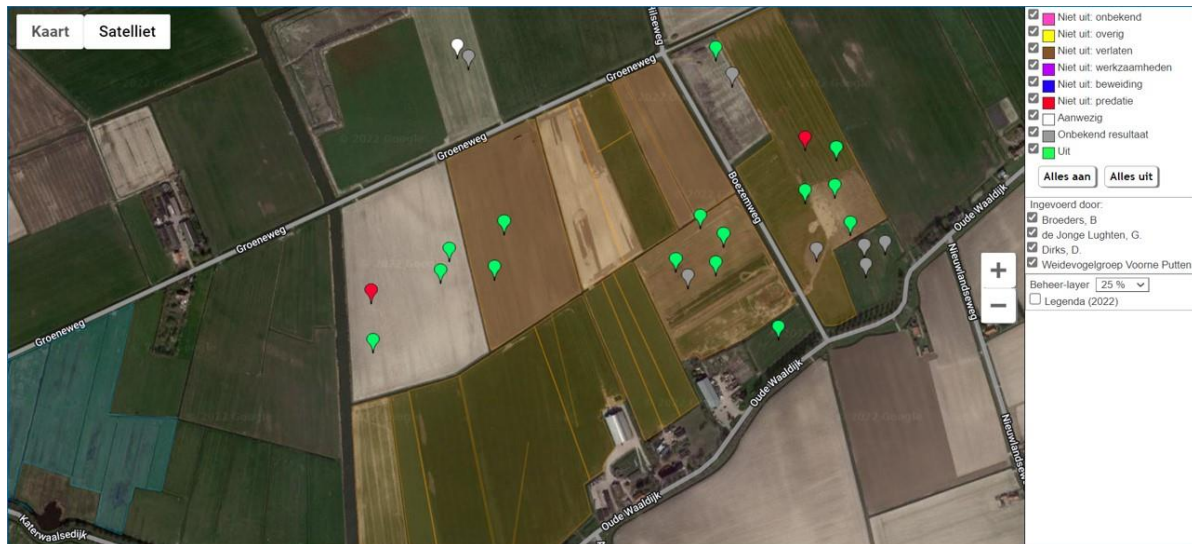 Kaart Satelliet
Hilseweg
Groeneweg
Groeneweg
Groeneweg
Groeneweg
Boezemweg
Oude Waaldijk
Oude Waaldijk
Oude Waaldijk
Nieuwlandseweg
Nieuwlandsew
Katerwaalsedijk
+
−
Niet uit: onbekend
Niet uit: overig
Niet uit: verlaten
Niet uit: werkzaamheden
Niet uit: beweiding
Niet uit: predatie
Aanwezig
Onbekend resultaat
Uit
Alles aan Alles uit
Ingevoerd door:
Broeders, B
de Jonge Lughten, G.
Dirks, D.
Weidevogelgroep Voorne Putten
Beheer-layer 25 %
Legenda (2022)